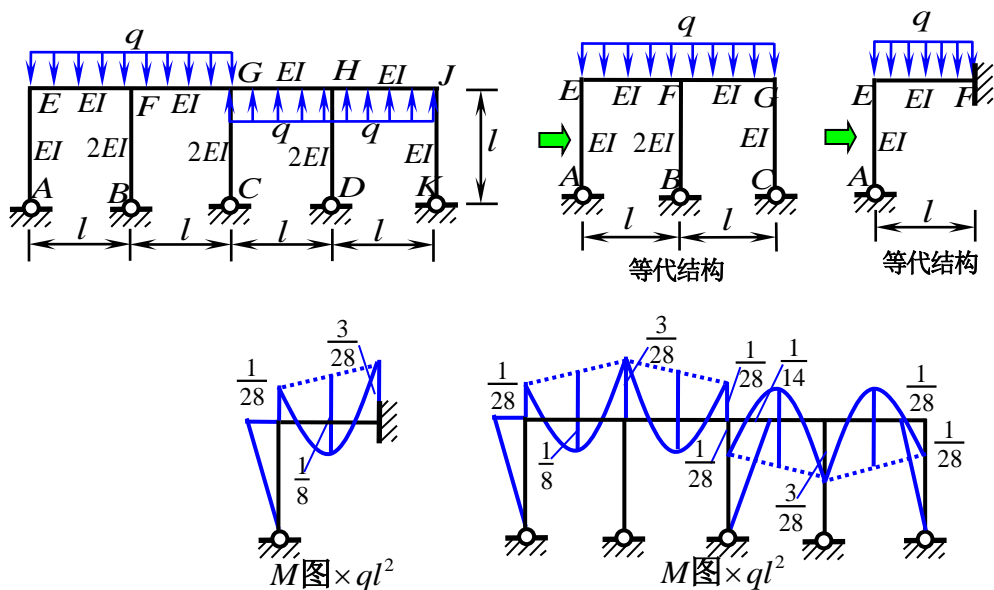 q
G EI H EI J
E EI F EI
q q
EI 2EI 2EI 2EI EI
l
A B C D K
l l l l
q
E EI F EI G
EI 2EI EI
A B C
l l
等代结构
q
E EI F
EI
A
l
等代结构
1/28 3/28
1/8
M图×ql²
1/28 3/28 1/28 1/14 1/28
1/8 1/28 3/28 1/28
M图×ql²